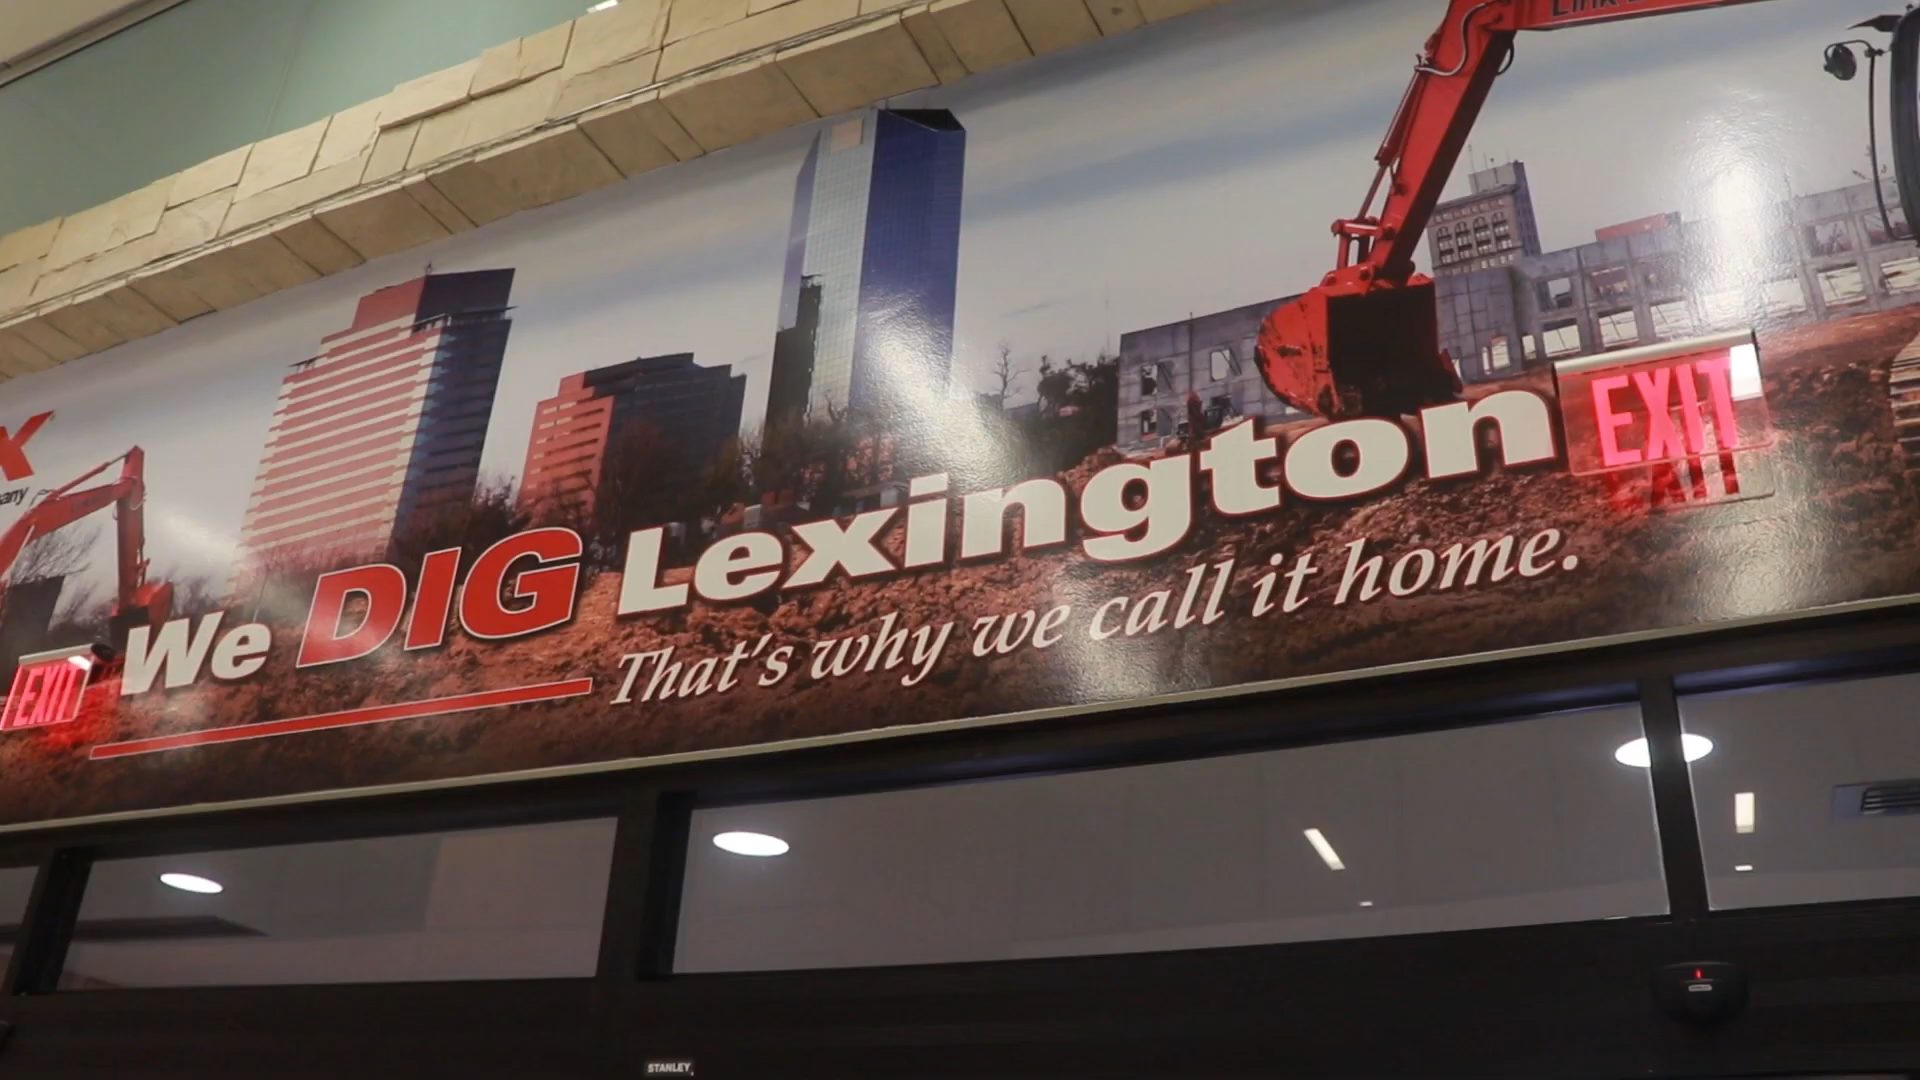 We DIG Lexington
That's why we call it home.
EXIT
EXIT
STANLEY